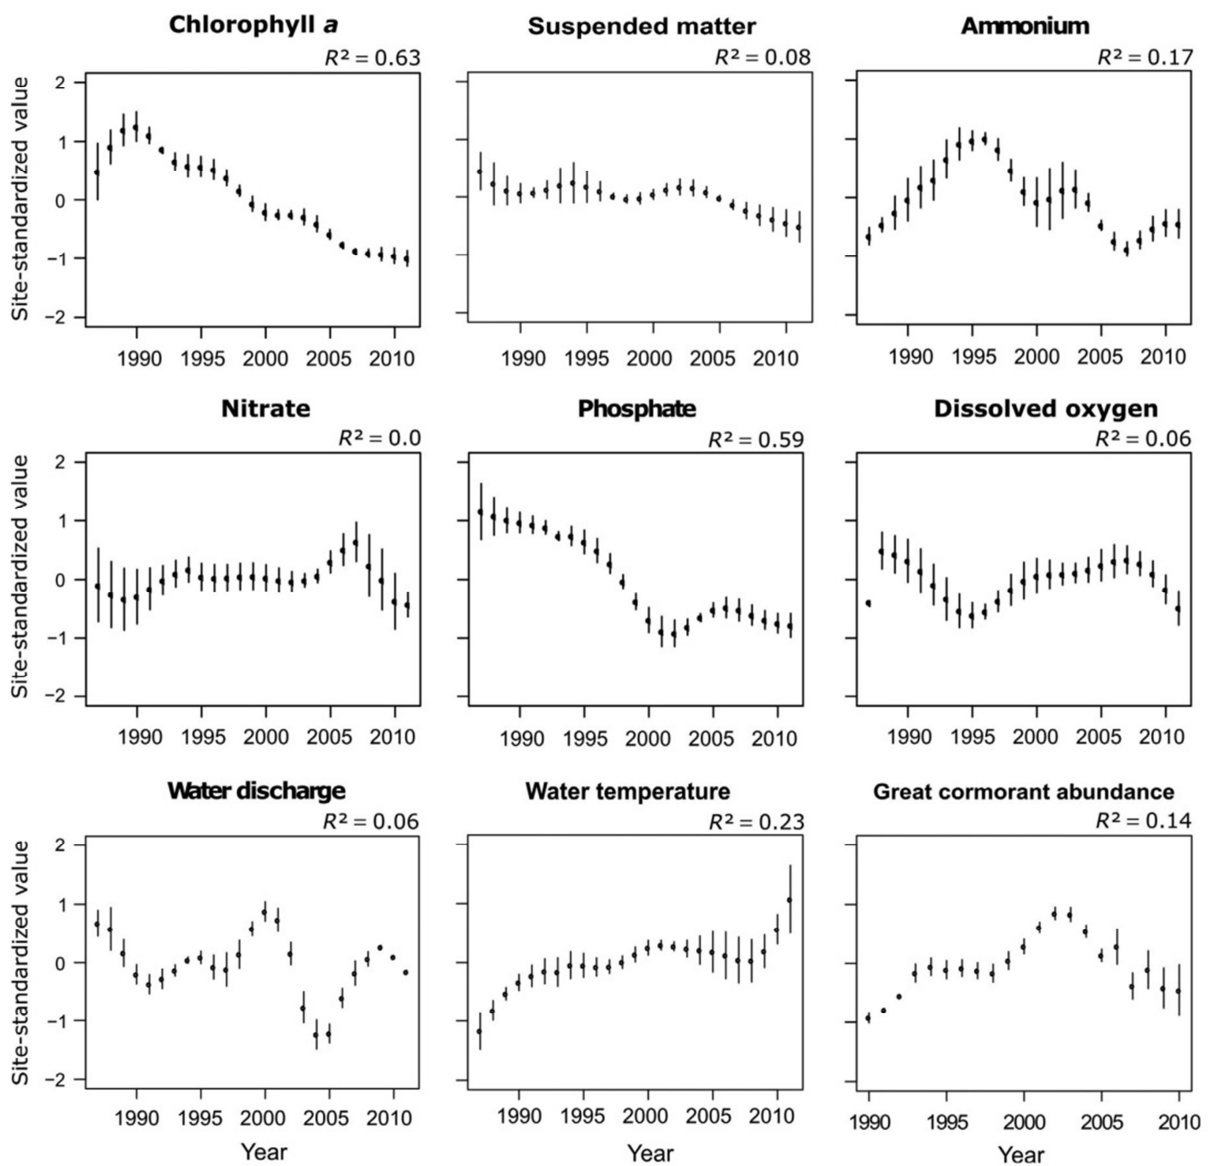 Chlorophyll a
R² = 0.63
Suspended matter
R² = 0.08
Ammonium
R² = 0.17
Site-standardized value
2
1
0
−1
−2
1990 1995 2000 2005 2010
1990 1995 2000 2005 2010
1990 1995 2000 2005 2010
Nitrate
R² = 0.0
Phosphate
R² = 0.59
Dissolved oxygen
R² = 0.06
Site-standardized value
2
1
0
−1
−2
1990 1995 2000 2005 2010
1990 1995 2000 2005 2010
1990 1995 2000 2005 2010
Water discharge
R² = 0.06
Water temperature
R² = 0.23
Great cormorant abundance
R² = 0.14
Site-standardized value
2
1
0
−1
−2
1990 1995 2000 2005 2010
Year
1990 1995 2000 2005 2010
Year
1990 1995 2000 2005 2010
Year